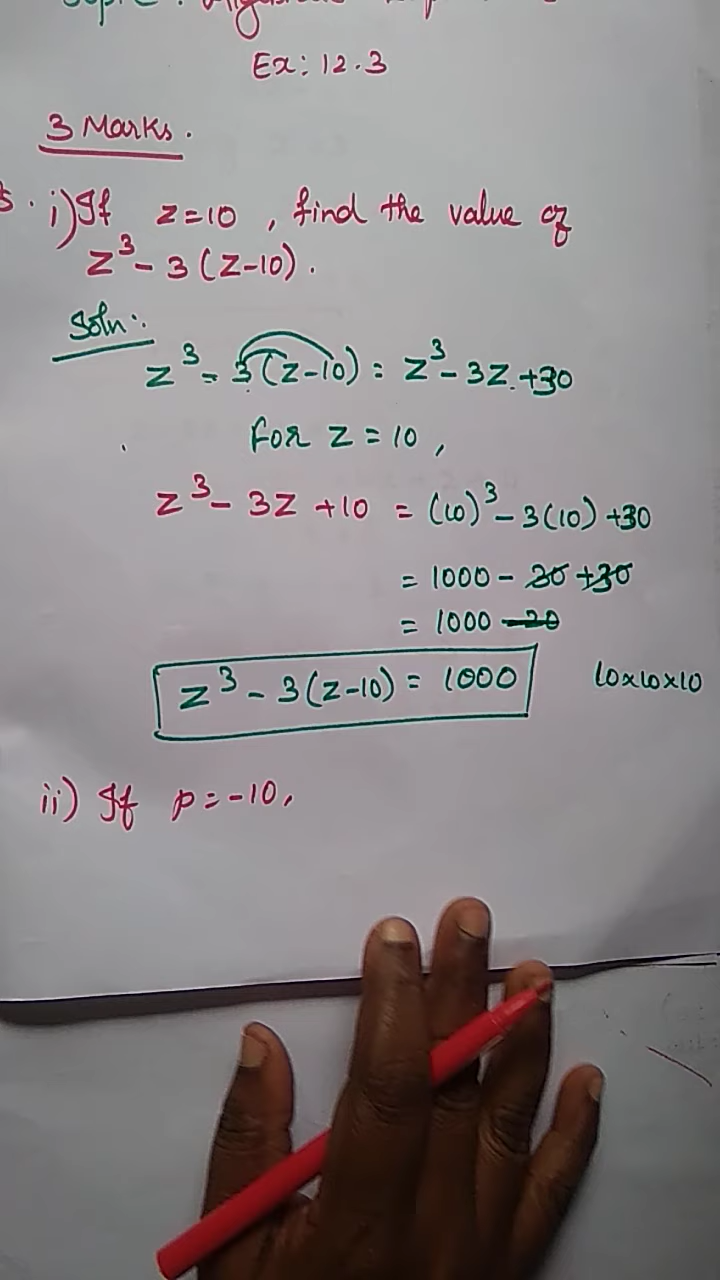 Ex: 12.3
3 Marks.
i) If z=10, find the value of
z³-3(z-10).
Soln:
z³-3(z-10) = z³-3z+30
For z=10,
z³-3z+10 = (10)³-3(10)+30
= 1000-30+30
= 1000
z³-3(z-10) = 1000
10x10x10
ii) If p=-10,